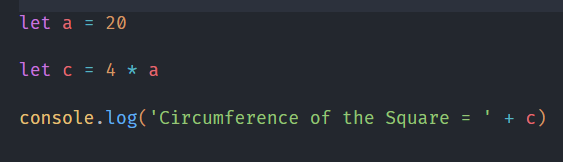 let a = 20
let c = 4 * a
console.log('Circumference of the Square = ' + c)